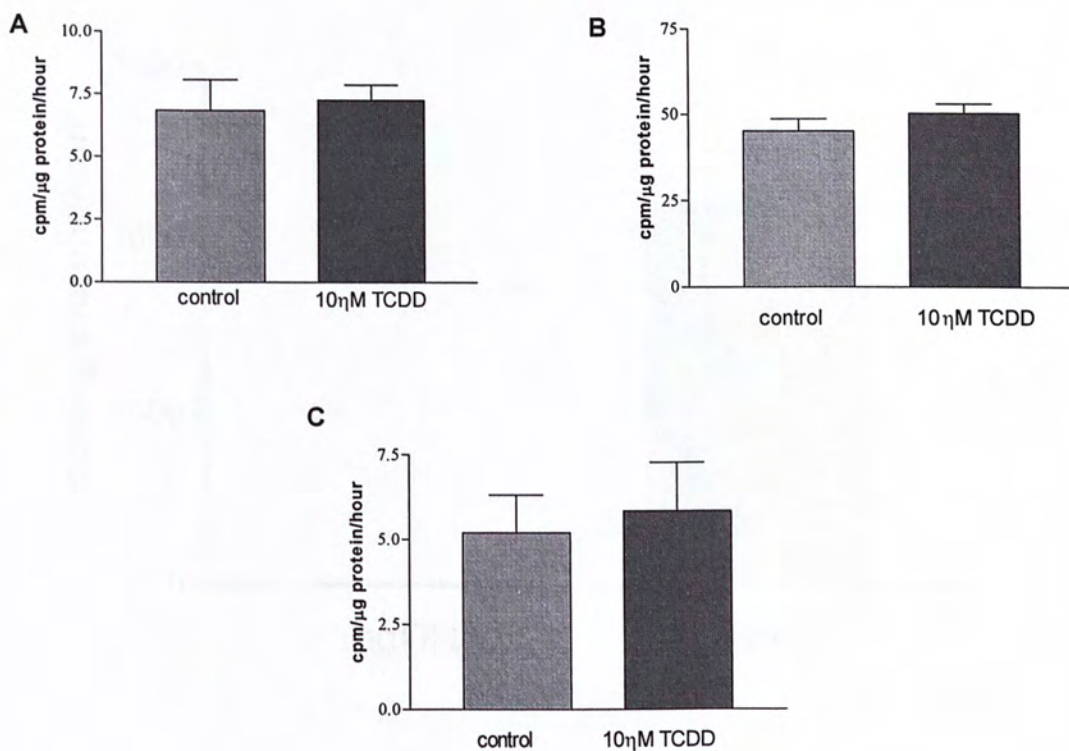 A
cpm/μg protein/hour
10.0
7.5
5.0
2.5
0.0
control
10ηM TCDD
B
cpm/μg protein/hour
75
50
25
0
control
10ηM TCDD
C
cpm/μg protein/hour
7.5
5.0
2.5
0.0
control
10ηM TCDD